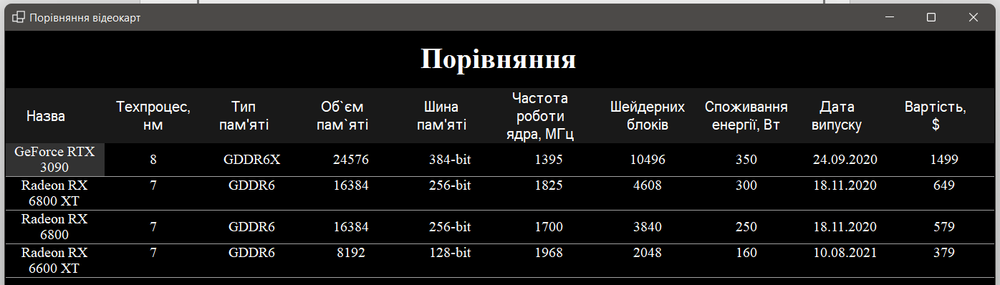 Порівняння відеокарт
Порівняння
Назва Техпроцес, нм Тип пам'яті Об`єм пам`яті Шина пам'яті Частота роботи ядра, МГц Шейдерних блоків Споживання енергії, Вт Дата випуску Вартість, $
GeForce RTX 3090 8 GDDR6X 24576 384-bit 1395 10496 350 24.09.2020 1499
Radeon RX 6800 XT 7 GDDR6 16384 256-bit 1825 4608 300 18.11.2020 649
Radeon RX 6800 7 GDDR6 16384 256-bit 1700 3840 250 18.11.2020 579
Radeon RX 6600 XT 7 GDDR6 8192 128-bit 1968 2048 160 10.08.2021 379